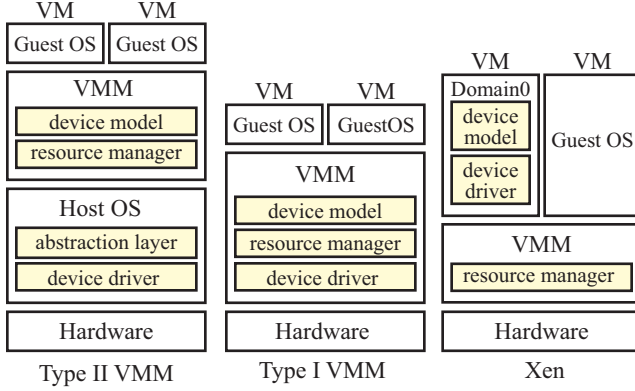 VM VM
Guest OS Guest OS
VMM
device model
resource manager
Host OS
abstraction layer
device driver
Hardware
Type II VMM
VM VM
Guest OS GuestOS
VMM
device model
resource manager
device driver
Hardware
Type I VMM
VM VM
Domain0
device
model
device
driver
Guest OS
VMM
resource manager
Hardware
Xen